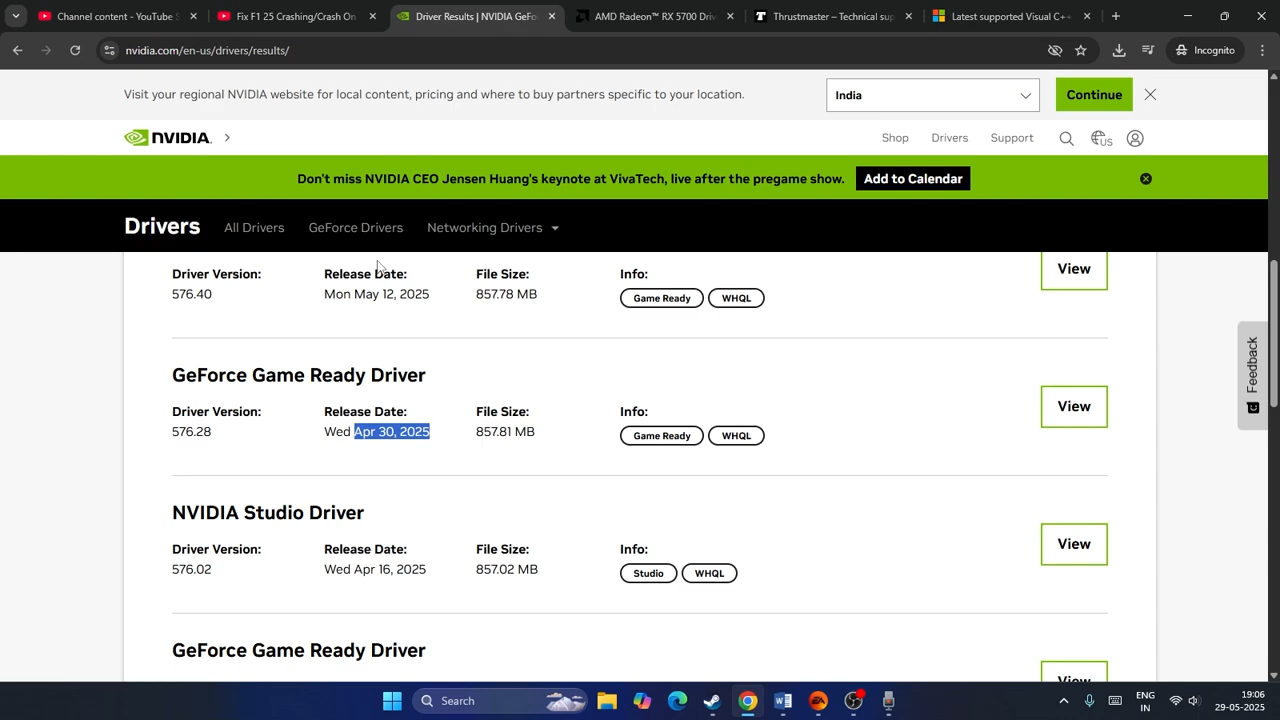 Channel content - YouTube S
Fix F1 25 Crashing/Crash On
Driver Results | NVIDIA GeFo
AMD Radeon™ RX 5700 Driv
Thrustmaster – Technical sup
Latest supported Visual C++
nvidia.com/en-us/drivers/results/
Incognito
Visit your regional NVIDIA website for local content, pricing and where to buy partners specific to your location.
India
Continue
NVIDIA.
Shop
Drivers
Support
US
Don't miss NVIDIA CEO Jensen Huang's keynote at VivaTech, live after the pregame show.
Add to Calendar
Drivers
All Drivers
GeForce Drivers
Networking Drivers
Driver Version:
Release Date:
File Size:
Info:
View
576.40
Mon May 12, 2025
857.78 MB
Game Ready
WHQL
GeForce Game Ready Driver
Driver Version:
Release Date:
File Size:
Info:
View
576.28
Wed Apr 30, 2025
857.81 MB
Game Ready
WHQL
NVIDIA Studio Driver
Driver Version:
Release Date:
File Size:
Info:
View
576.02
Wed Apr 16, 2025
857.02 MB
Studio
WHQL
GeForce Game Ready Driver
View
Feedback
Search
ENG
IN
19:06
29-05-2025